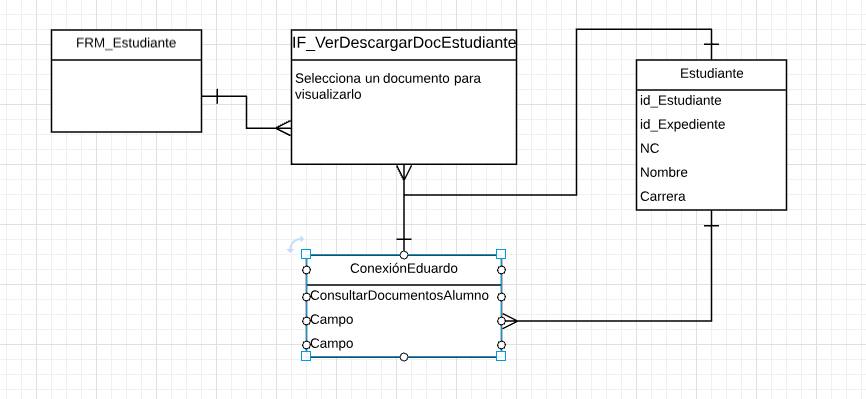 FRM_Estudiante
IF_VerDescargarDocEstudiante
Selecciona un documento para
visualizarlo
Estudiante
id_Estudiante
id_Expediente
NC
Nombre
Carrera
ConexiónEduardo
ConsultarDocumentosAlumno
Campo
Campo